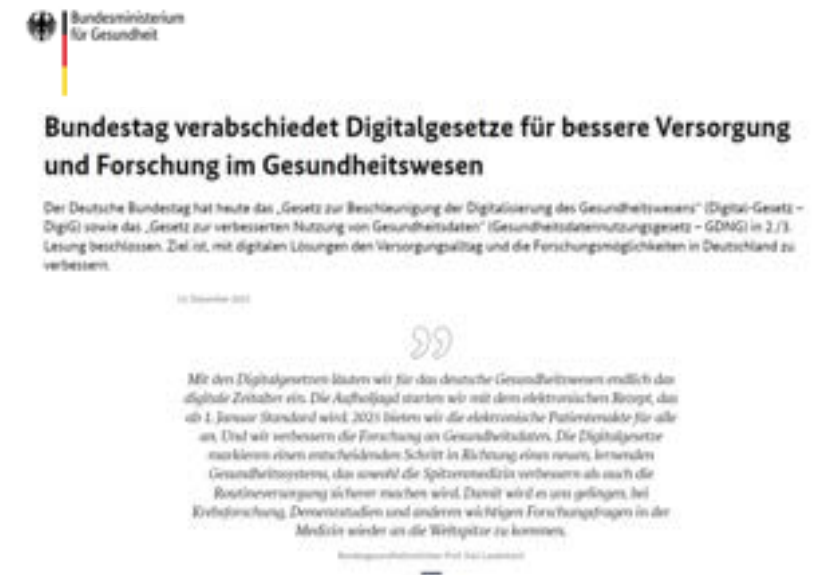 Bundesministerium
für Gesundheit
Bundestag verabschiedet Digitalgesetze für bessere Versorgung
und Forschung im Gesundheitswesen
Der Deutsche Bundestag hat heute das „Gesetz zur Beschleunigung der Digitalisierung des Gesundheitswesens“ (Digital-Gesetz –
DigiG) sowie das „Gesetz zur verbesserten Nutzung von Gesundheitsdaten“ (Gesundheitsdatennutzungsgesetz – GDNG) in 2./3.
Lesung beschlossen. Ziel ist, mit digitalen Lösungen den Versorgungsalltag und die Forschungsmöglichkeiten in Deutschland zu
verbessern.
Dezember
Mit den Digitalgesetzen läuten wir für das deutsche Gesundheitswesen endlich das
digitale Zeitalter ein. Die Aufholjagd starten wir mit dem elektronischen Rezept, das
ab 1. Januar Standard wird. 2025 bieten wir die elektronische Patientenakte für alle
an. Und wir verbessern die Forschung an Gesundheitsdaten. Die Digitalgesetze
markieren einen entscheidenden Schritt in Richtung eines neuen, lernenden
Gesundheitssystems, das sowohl die Spitzenmedizin verbessern als auch die
Routineversorgung sicherer machen wird. Damit wird es uns gelingen, bei
Krebsforschung, Demenzstudien und anderen wichtigen Forschungsfragen in der
Medizin wieder an die Weltspitze zu kommen.
Bundesgesundheitsminister Prof. Karl Lauterbach